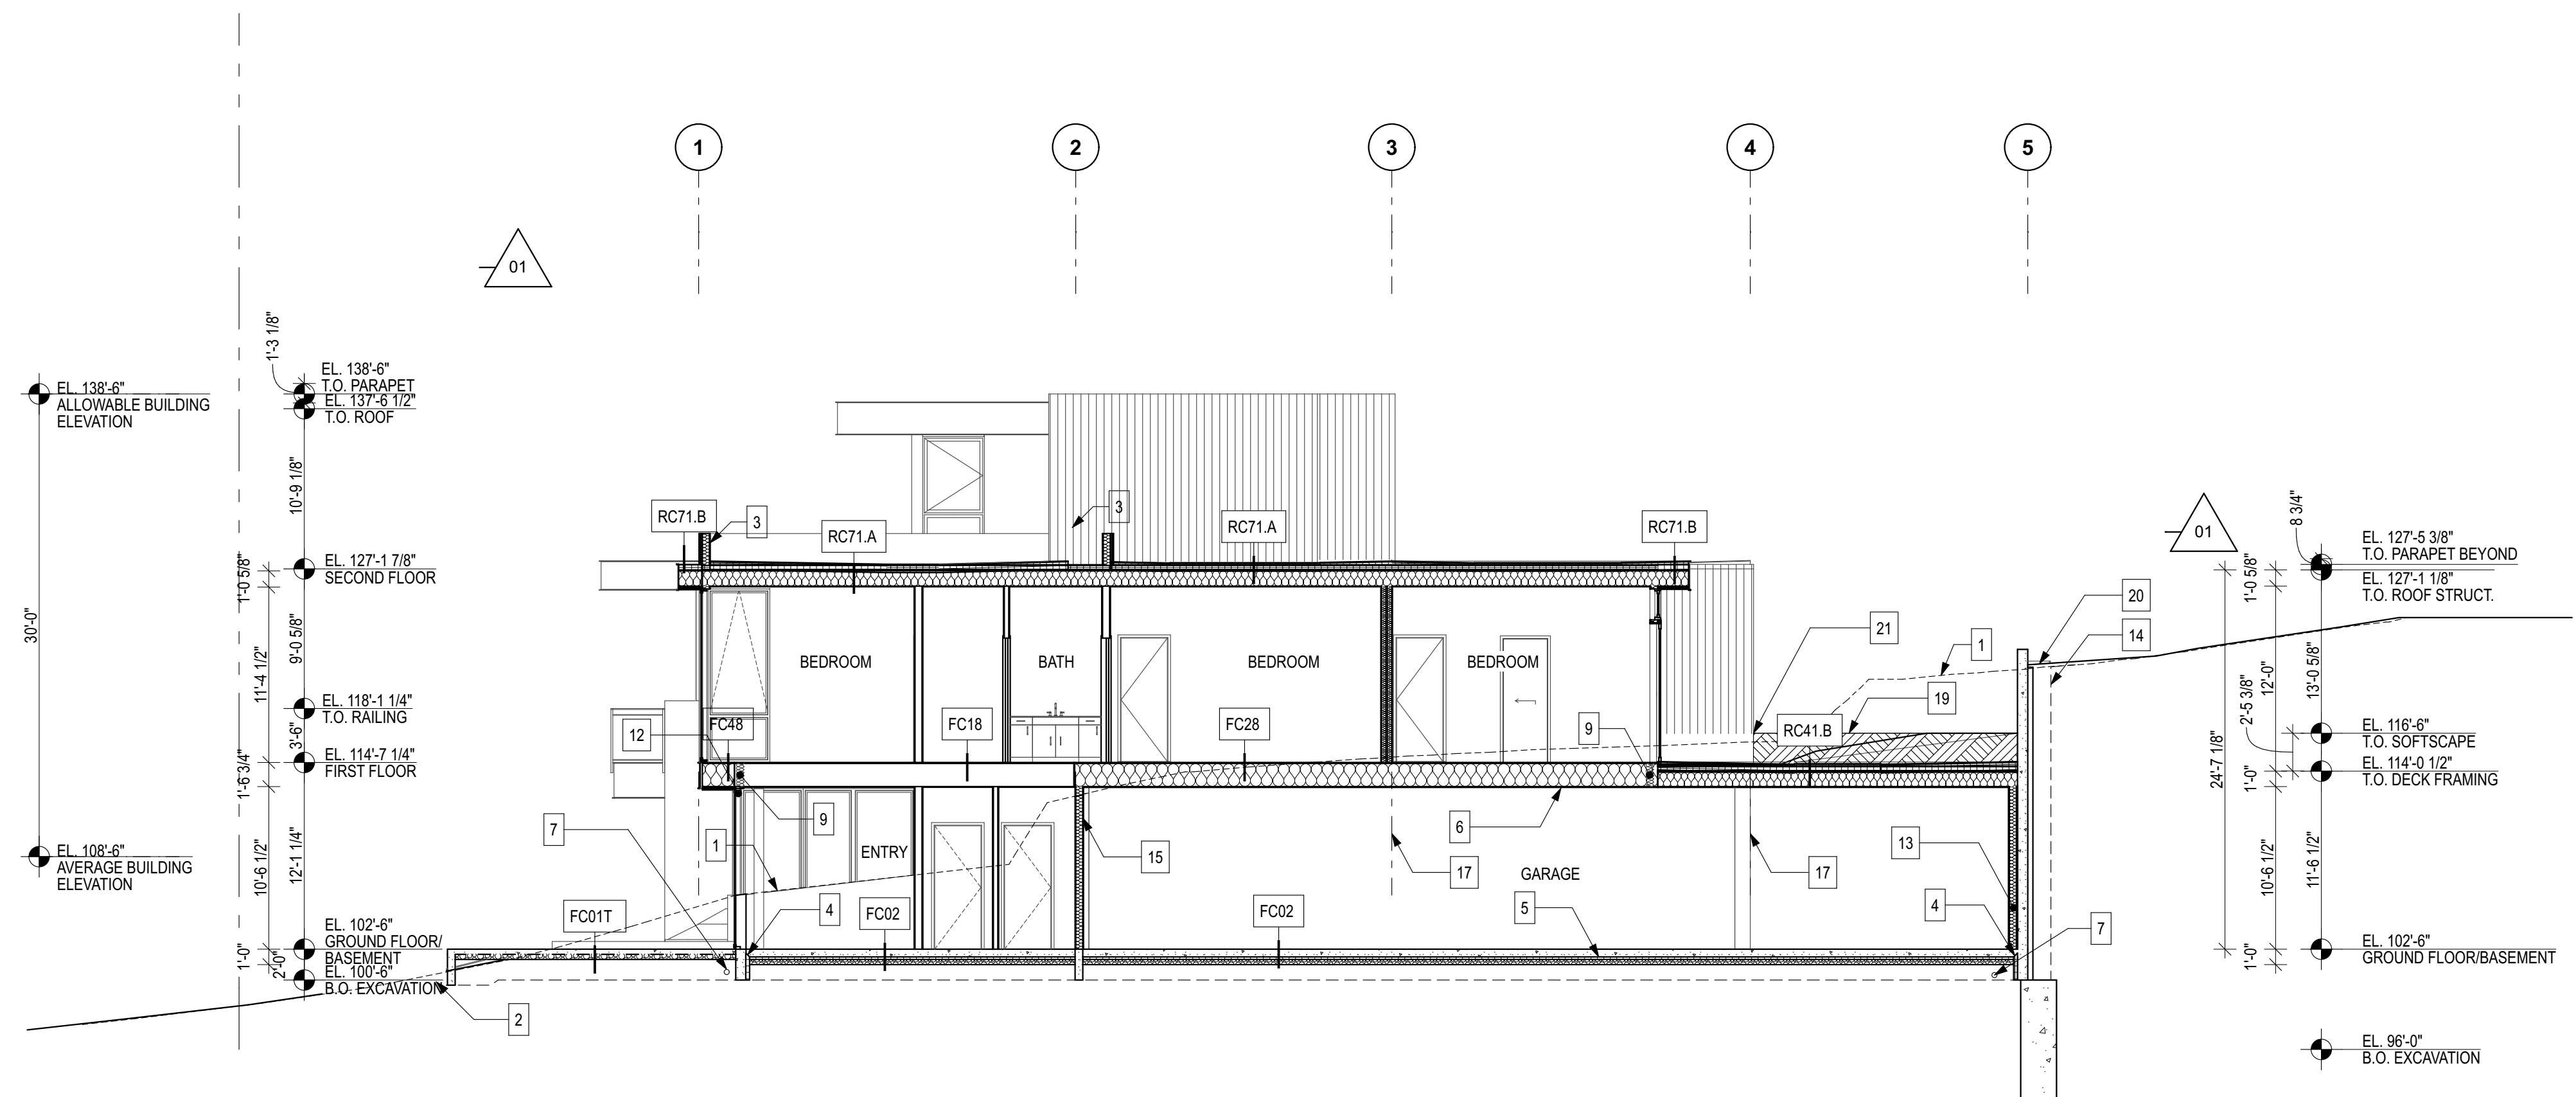 1
2
3
4
5
01
1'-3 1/8"
EL. 138'-6"
T.O. PARAPET
EL. 137'-6 1/2"
T.O. ROOF
EL. 138'-6"
ALLOWABLE BUILDING
ELEVATION
10'-9 1/8"
RC71.B
3
RC71.A
3
RC71.A
RC71.B
01
8 3/4"
EL. 127'-5 3/8"
T.O. PARAPET BEYOND
EL. 127'-1 1/8"
T.O. ROOF STRUCT.
EL. 127'-1 7/8"
SECOND FLOOR
1'-0 5/8"
1'-0 5/8"
20
14
21
1
19
30'-0"
11'-4 1/2"
9'-0 5/8"
BEDROOM
BATH
BEDROOM
BEDROOM
12'-0"
13'-0 5/8"
2'-5 3/8"
24'-7 1/8"
EL. 118'-1 1/4"
T.O. RAILING
3'-6"
12
FC48
FC18
FC28
9
RC41.B
EL. 116'-6"
T.O. SOFTSCAPE
EL. 114'-7 1/4"
FIRST FLOOR
1'-6 3/4"
1'-0"
EL. 114'-0 1/2"
T.O. DECK FRAMING
7
1
9
ENTRY
15
6
17
GARAGE
17
13
EL. 108'-6"
AVERAGE BUILDING
ELEVATION
10'-6 1/2"
12'-1 1/4"
10'-6 1/2"
11'-6 1/2"
FC01T
4
FC02
FC02
5
4
7
EL. 102'-6"
GROUND FLOOR/
BASEMENT
EL. 100'-6"
B.O. EXCAVATION
1'-0"
2'-0"
1'-0"
EL. 102'-6"
GROUND FLOOR/BASEMENT
2
EL. 96'-0"
B.O. EXCAVATION